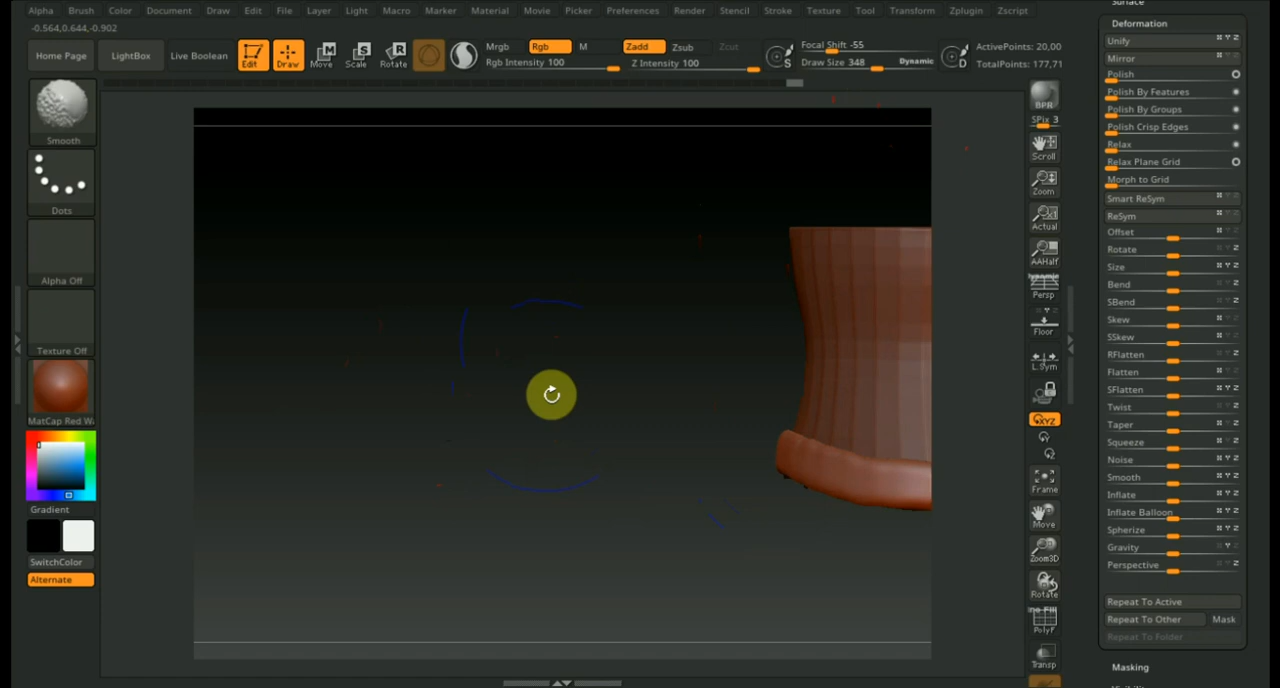 Alpha Brush Color Document Draw Edit File Layer Light Macro Marker Material Movie Picker Preferences Render Stencil Stroke Texture Tool Transform Zplugin Zscript
-0.564,0.644,-0.902
Home Page
LightBox
Live Boolean
Edit
Draw
Move
Scale
Rotate
Mrgb Rgb M
Rgb Intensity 100
Zadd Zsub Zcut
Z Intensity 100
Focal Shift -55
Draw Size 348 Dynamic
ActivePoints: 20,00
TotalPoints: 177,71
Smooth
Dots
Alpha Off
Texture Off
MatCap Red W
Gradient
SwitchColor
Alternate
BPR
SPix 3
Scroll
Zoom
Actual
AAHalf
Dynamic
Persp
Floor
L.Sym
XYZ
Frame
Move
Zoom3D
Rotate
PolyF
Transp
Surface
Deformation
Unify
Mirror
Polish
Polish By Features
Polish By Groups
Polish Crisp Edges
Relax
Relax Plane Grid
Morph to Grid
Smart ReSym
ReSym
Offset
Rotate
Size
Bend
SBend
Skew
SSkew
RFlatten
Flatten
SFlatten
Twist
Taper
Squeeze
Noise
Smooth
Inflate
Inflate Balloon
Spherize
Gravity
Perspective
Repeat To Active
Repeat To Other Mask
Repeat To Folder
Masking